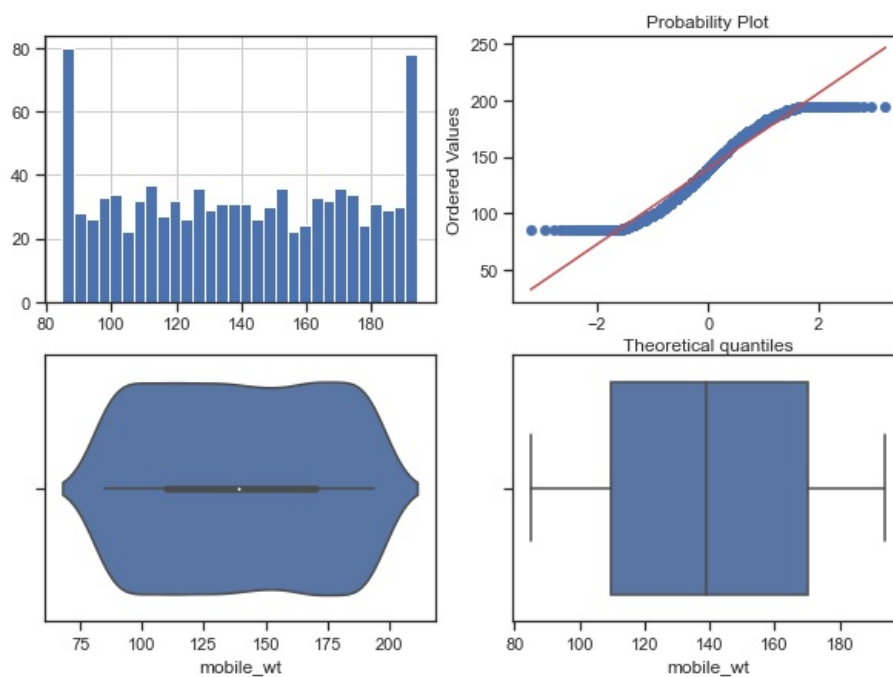 Probability Plot
80
60
40
20
0
80 100 120 140 160 180
Ordered Values
250
200
150
100
50
−2 0 2
Theoretical quantiles
75 100 125 150 175 200
mobile_wt
80 100 120 140 160 180
mobile_wt